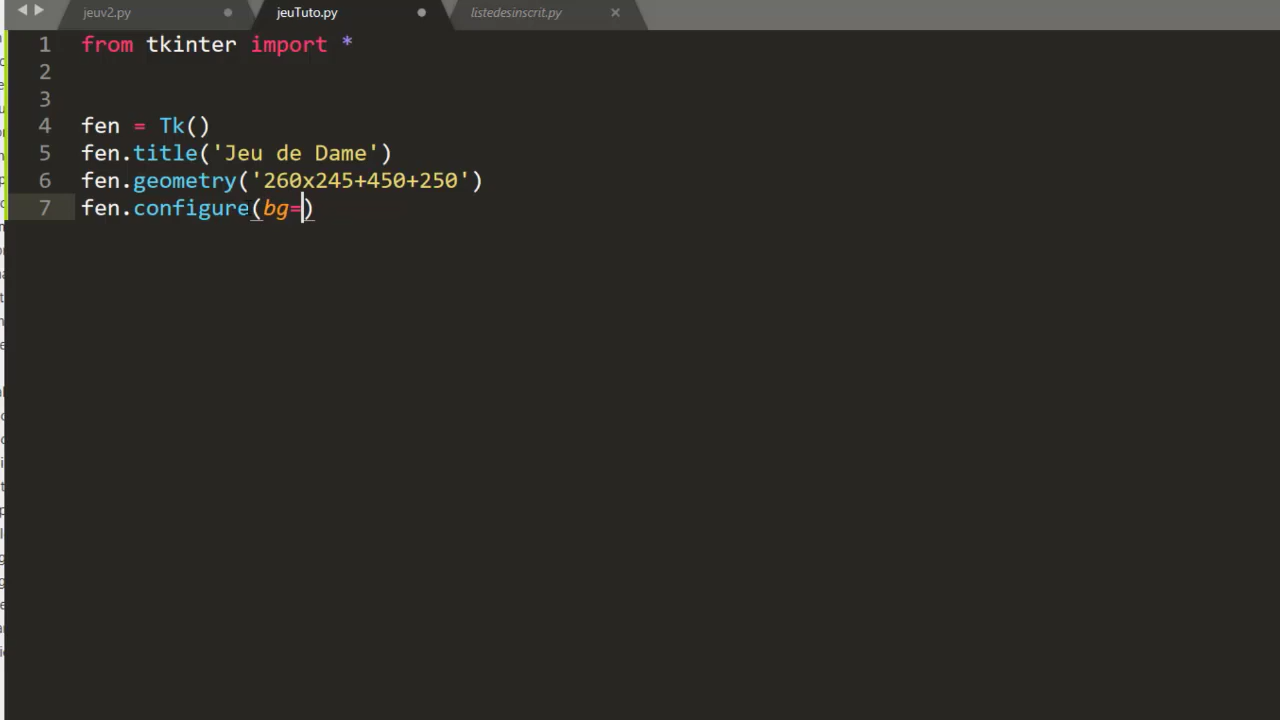 jeuv2.py jeuTuto.py listedesinscrit.py
1 from tkinter import *
2
3
4 fen = Tk()
5 fen.title('Jeu de Dame')
6 fen.geometry('260x245+450+250')
7 fen.configure(bg=)